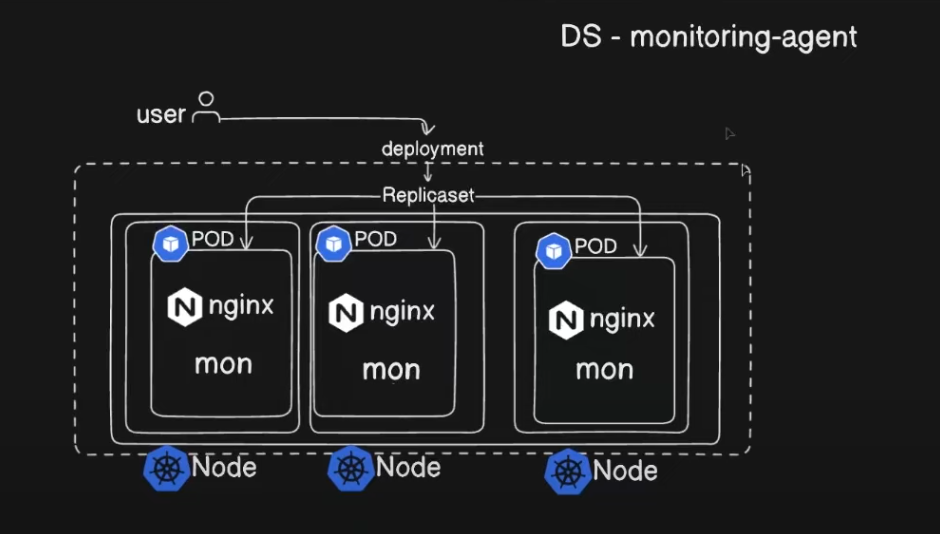 DS - monitoring-agent
user
deployment
Replicaset
POD
POD
POD
nginx
nginx
nginx
mon
mon
mon
Node
Node
Node